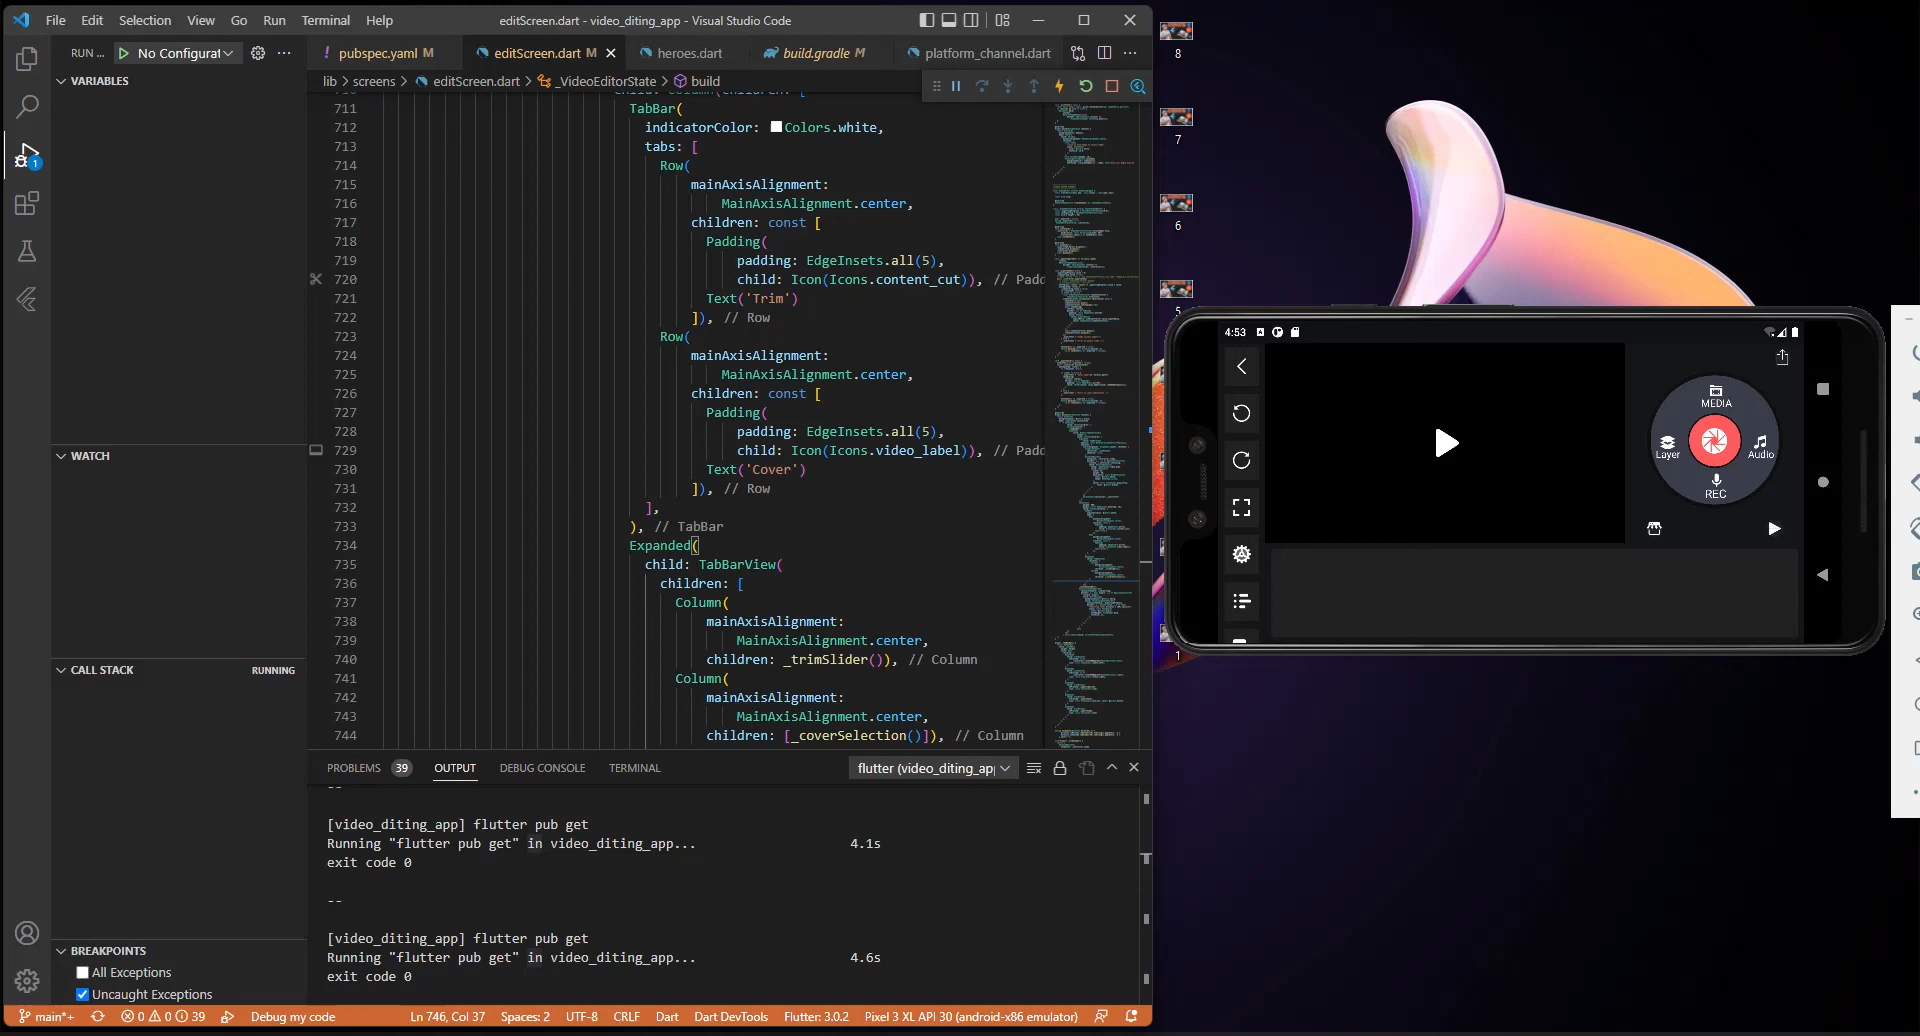 File Edit Selection View Go Run Terminal Help
editScreen.dart - video_diting_app - Visual Studio Code
RUN ...
No Configurat
pubspec.yaml M
editScreen.dart M
heroes.dart
build.gradle M
platform_channel.dart
lib > screens > editScreen.dart > _VideoEditorState > build
VARIABLES
WATCH
CALL STACK
RUNNING
BREAKPOINTS
All Exceptions
Uncaught Exceptions
711 TabBar(
712 indicatorColor: Colors.white,
713 tabs: [
714 Row(
715 mainAxisAlignment:
716 MainAxisAlignment.center,
717 children: const [
718 Padding(
719 padding: EdgeInsets.all(5),
720 child: Icon(Icons.content_cut)), // Padd
721 Text('Trim')
722 ]), // Row
723 Row(
724 mainAxisAlignment:
725 MainAxisAlignment.center,
726 children: const [
727 Padding(
728 padding: EdgeInsets.all(5),
729 child: Icon(Icons.video_label)), // Padd
730 Text('Cover')
731 ]), // Row
732 ],
733 ), // TabBar
734 Expanded(
735 child: TabBarView(
736 children: [
737 Column(
738 mainAxisAlignment:
739 MainAxisAlignment.center,
740 children: _trimSlider()), // Column
741 Column(
742 mainAxisAlignment:
743 MainAxisAlignment.center,
744 children: [_coverSelection()]), // Column
PROBLEMS 39 OUTPUT DEBUG CONSOLE TERMINAL
flutter (video_diting_ap
--
[video_diting_app] flutter pub get
Running "flutter pub get" in video_diting_app... 4.1s
exit code 0
--
[video_diting_app] flutter pub get
Running "flutter pub get" in video_diting_app... 4.6s
exit code 0
main*+ 0 0 39 Debug my code
Ln 746, Col 37 Spaces: 2 UTF-8 CRLF Dart Dart DevTools Flutter: 3.0.2 Pixel 3 XL API 30 (android-x86 emulator)
8
7
6
5
1
4:53
MEDIA
Layer
Audio
REC